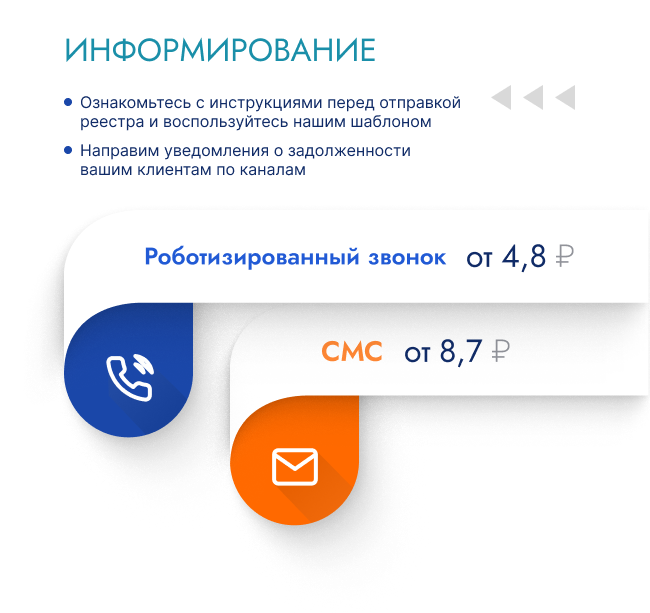 ИНФОРМИРОВАНИЕ
Ознакомьтесь с инструкциями перед отправкой
реестра и воспользуйтесь нашим шаблоном
Направим уведомления о задолженности
вашим клиентам по каналам
Роботизированный звонок от 4,8 ₽
СМС от 8,7 ₽